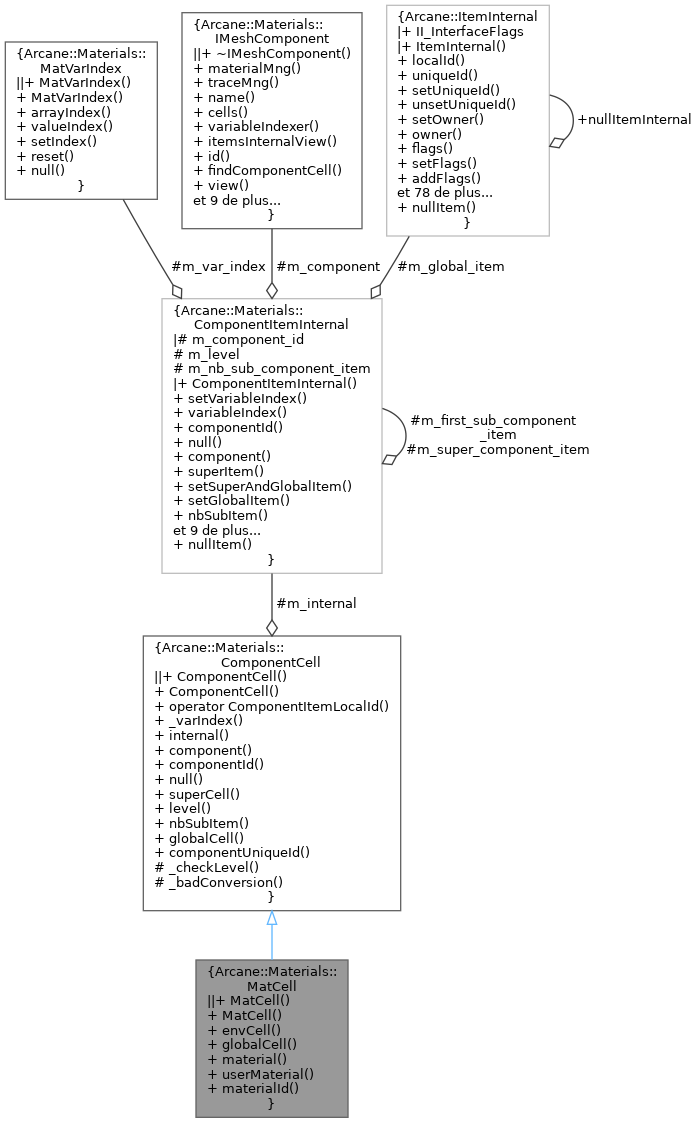 {Arcane::Materials::
MatVarIndex
||+ MatVarIndex()
+ MatVarIndex()
+ arrayIndex()
+ valueIndex()
+ setIndex()
+ reset()
+ null()
}
{Arcane::Materials::
IMeshComponent
||+ ~IMeshComponent()
+ materialMng()
+ traceMng()
+ name()
+ cells()
+ variableIndexer()
+ itemsInternalView()
+ id()
+ findComponentCell()
+ view()
et 9 de plus...
}
{Arcane::ItemInternal
|+ II_InterfaceFlags
|+ ItemInternal()
+ localId()
+ uniqueId()
+ setUniqueId()
+ unsetUniqueId()
+ setOwner()
+ owner()
+ flags()
+ setFlags()
+ addFlags()
et 78 de plus...
+ nullItem()
}
+nullItemInternal
#m_var_index
#m_component
#m_global_item
{Arcane::Materials::
ComponentItemInternal
|# m_component_id
# m_level
# m_nb_sub_component_item
|+ ComponentItemInternal()
+ setVariableIndex()
+ variableIndex()
+ componentId()
+ null()
+ component()
+ superItem()
+ setSuperAndGlobalItem()
+ setGlobalItem()
+ nbSubItem()
et 9 de plus...
+ nullItem()
}
#m_first_sub_component
_item
#m_super_component_item
#m_internal
{Arcane::Materials::
ComponentCell
||+ ComponentCell()
+ ComponentCell()
+ operator ComponentItemLocalId()
+ _varIndex()
+ internal()
+ component()
+ componentId()
+ null()
+ superCell()
+ level()
+ nbSubItem()
+ globalCell()
+ componentUniqueId()
# _checkLevel()
# _badConversion()
}
{Arcane::Materials::
MatCell
||+ MatCell()
+ MatCell()
+ envCell()
+ globalCell()
+ material()
+ userMaterial()
+ materialId()
}